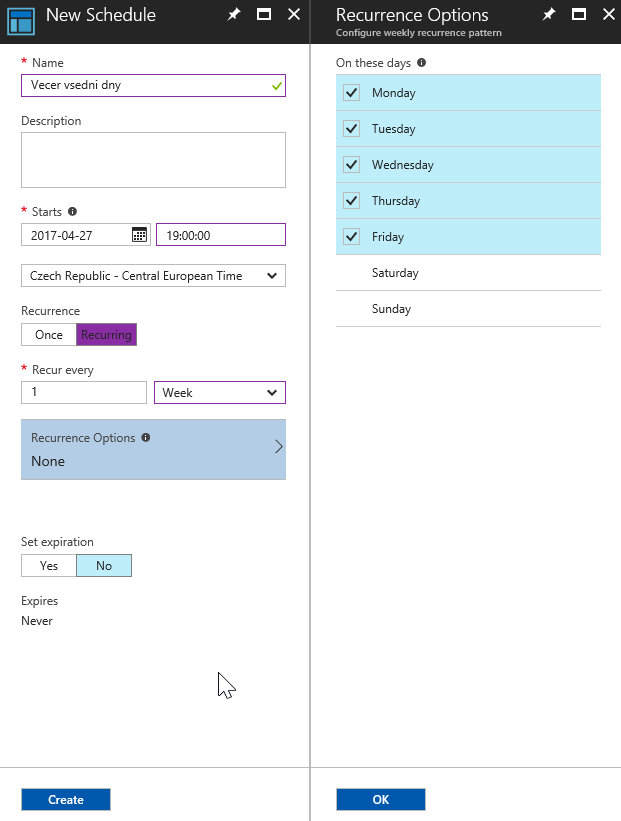 New Schedule
* Name
Vecer vsedni dny
Description
* Starts
2017-04-27
19:00:00
Czech Republic - Central European Time
Recurrence
Once
Recurring
* Recur every
1
Week
Recurrence Options
None
Set expiration
Yes
No
Expires
Never
Create
Recurrence Options
Configure weekly recurrence pattern
On these days
Monday
Tuesday
Wednesday
Thursday
Friday
Saturday
Sunday
OK